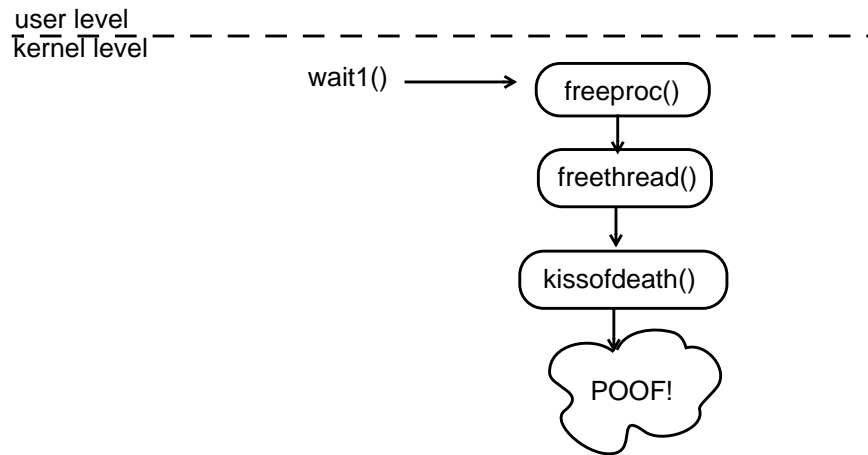 user level
kernel level
wait1()
freeproc()
freethread()
kissofdeath()
POOF!